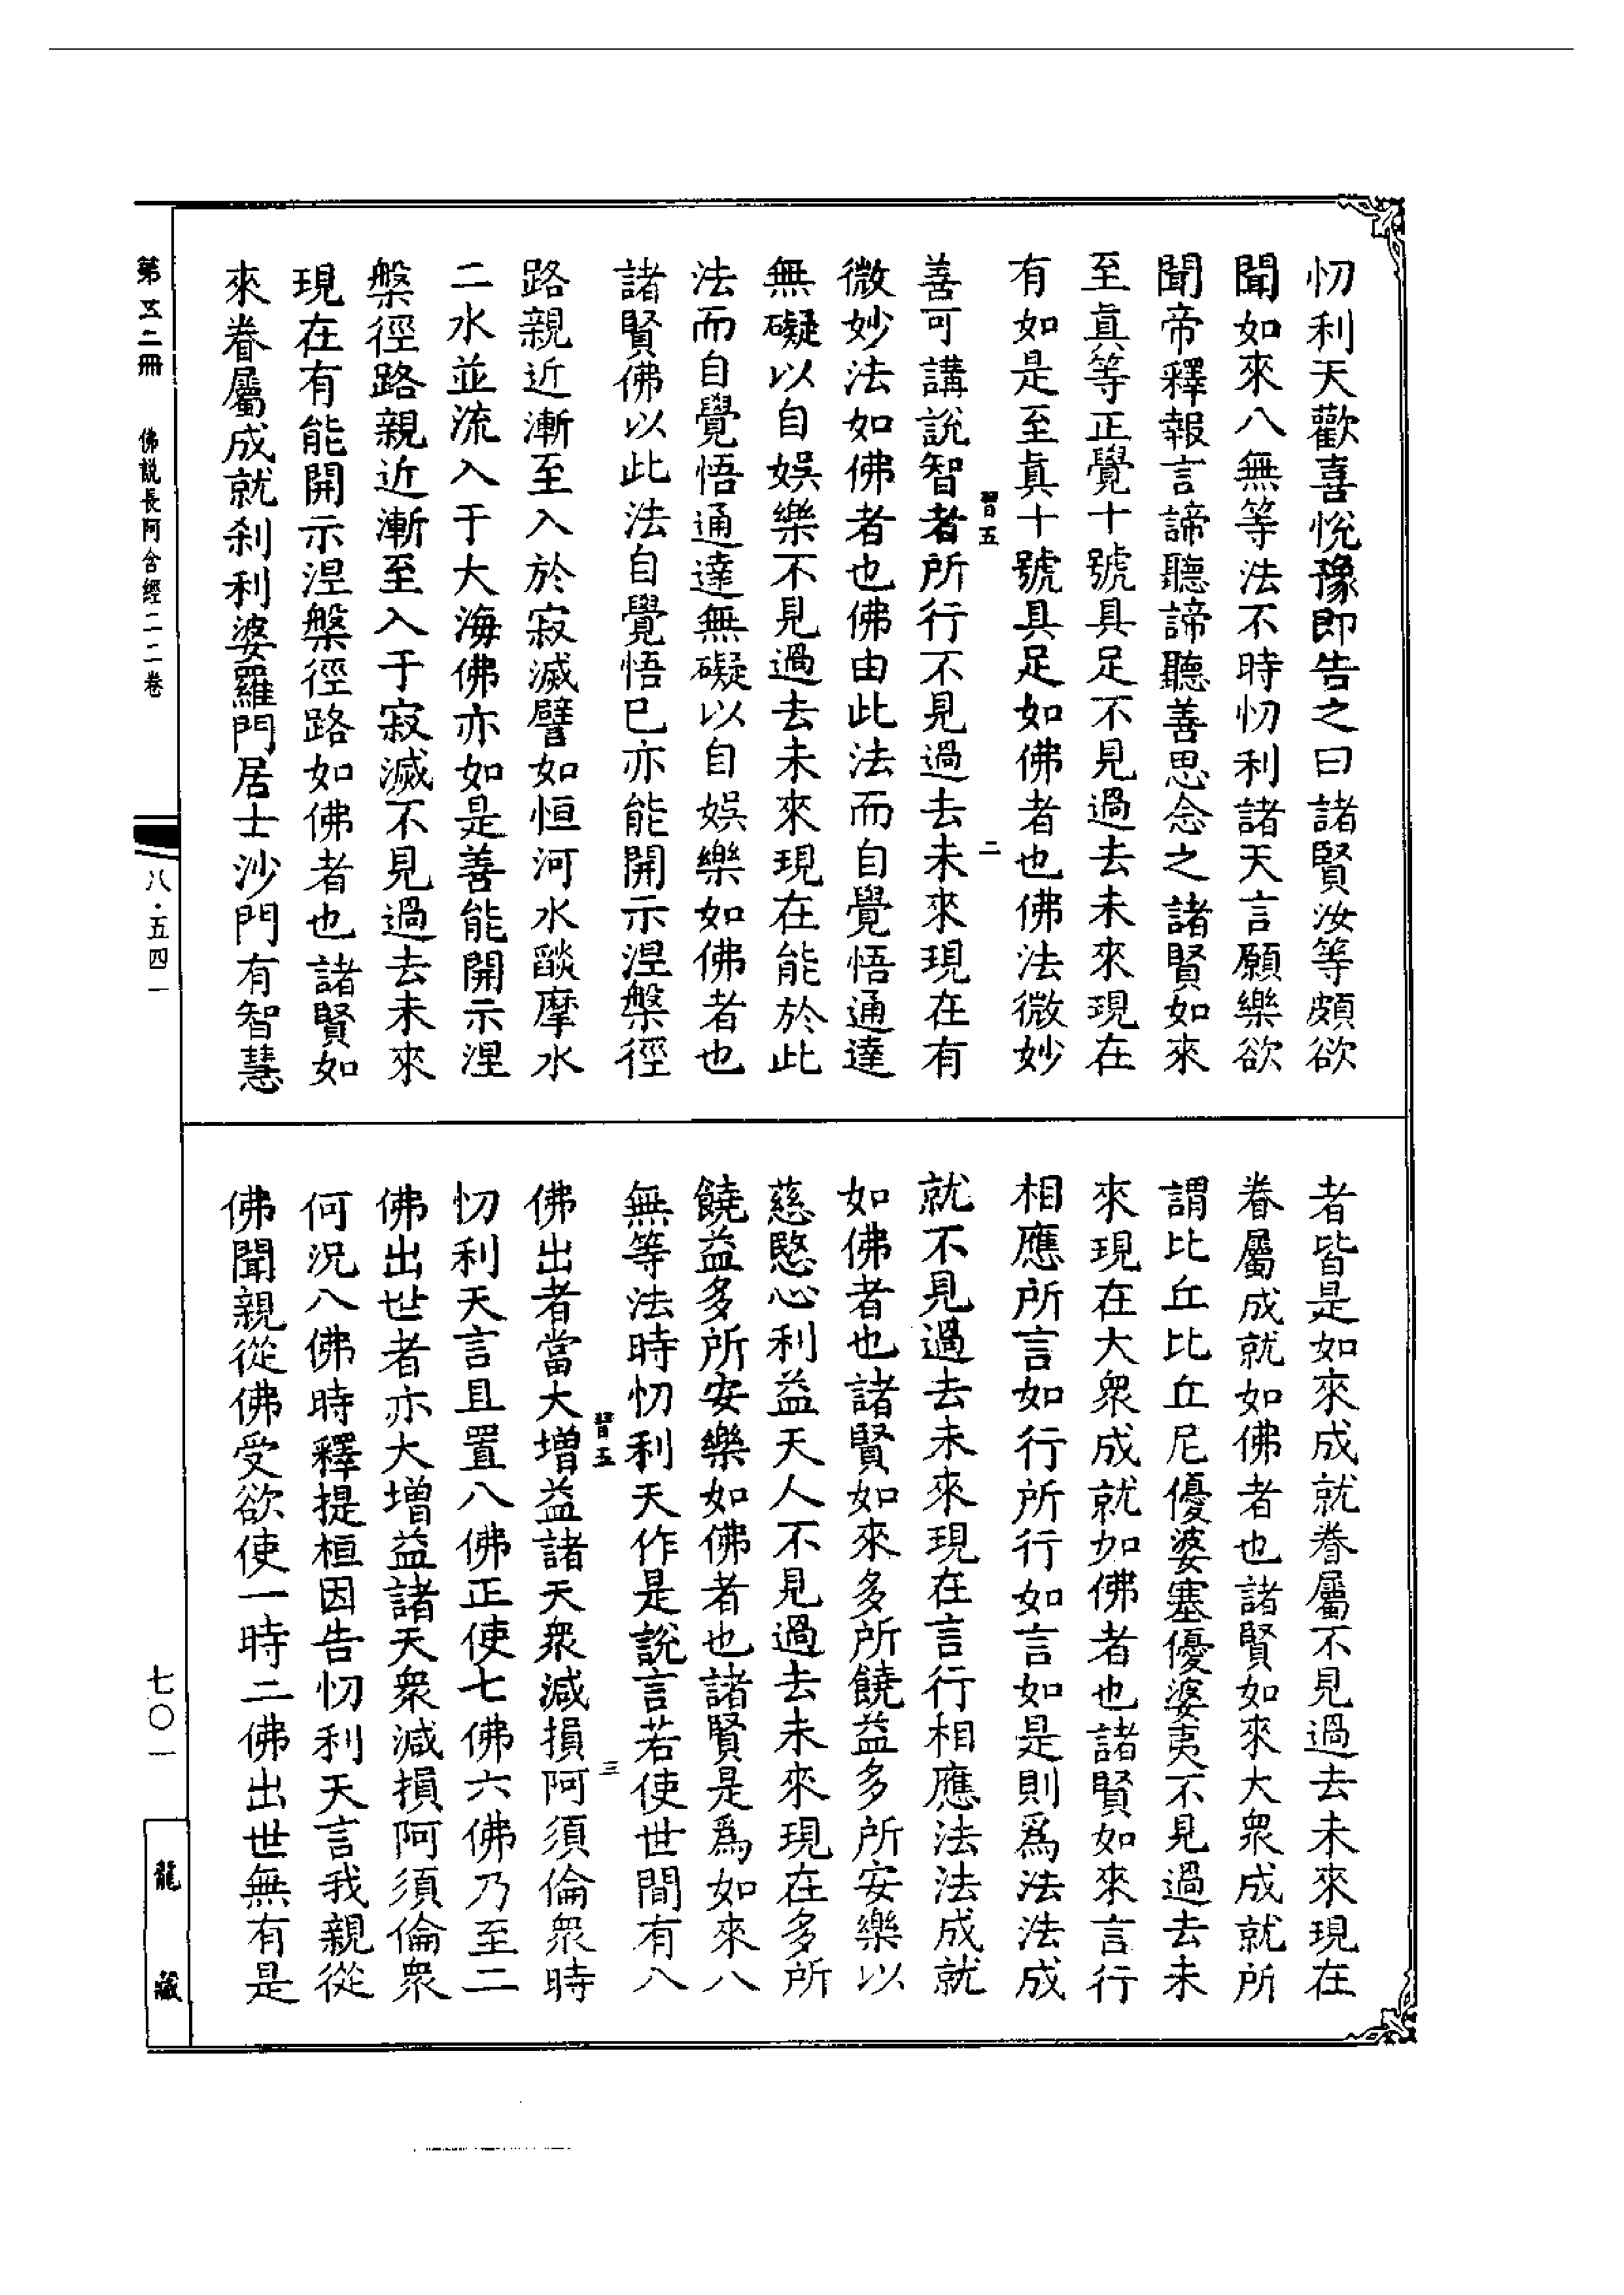 忉利天歡喜悅豫即告之曰諸賢汝等頗欲
聞如來八無等法不時忉利諸天言願樂欲
聞帝釋報言諦聽諦聽善思念之諸賢如來
至真等正覺十號具足不見過去未來現在
有如是至真十號具足如佛者也佛法微妙
習五
二
善可講說智者所行不見過去未來現在有
微妙法如佛者也佛由此法而自覺悟通達
無礙以自娛樂不見過去未來現在能於此
法而自覺悟通達無礙以自娛樂如佛者也
諸賢佛以此法自覺悟已亦能開示涅槃徑
路親近漸至入於寂滅譬如恒河水燄摩水
二水並流入于大海佛亦如是善能開示涅
槃徑路親近漸至入于寂滅不見過去未來
現在有能開示涅槃徑路如佛者也諸賢如
來眷屬成就剎利婆羅門居士沙門有智慧
者皆是如來成就眷屬不見過去未來現在
眷屬成就如佛者也諸賢如來大眾成就所
謂比丘比丘尼優婆塞優婆夷不見過去未
來現在大眾成就如佛者也諸賢如來言行
相應所言如行所行如言如是則為法法成
就不見過去未來現在言行相應法法成就
如佛者也諸賢如來多所饒益多所安樂以
慈愍心利益天人不見過去未來現在多所
饒益多所安樂如佛者也諸賢是為如來八
無等法時忉利天作是說言若使世間有八
習五
三
佛出者當大增益諸天眾減損阿須倫眾時
忉利天言且置八佛正使七佛六佛乃至二
佛出世者亦大增益諸天眾減損阿須倫眾
何況八佛時釋提桓因告忉利天言我親從
佛聞親從佛受欲使一時二佛出世無有是
第五二冊 佛説長阿含經二二卷
八·五四一
七〇一
龍藏